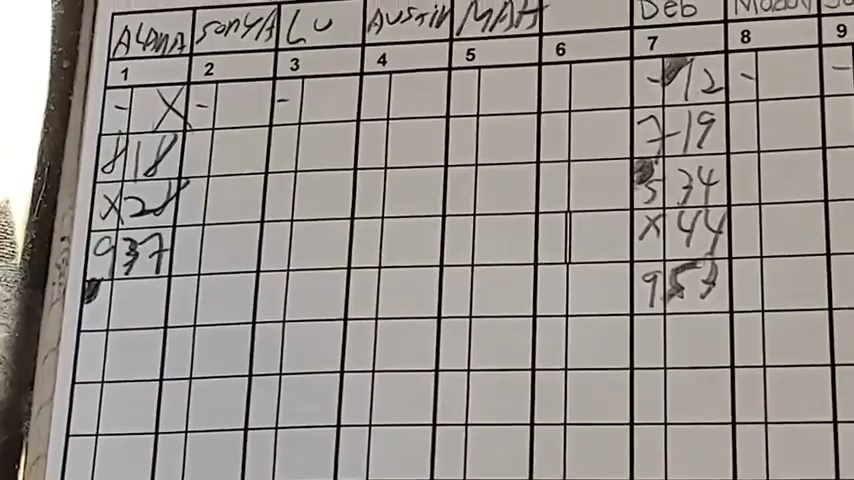 ALANA SONYA LU AUSTIN MAH Deb
1 2 3 4 5 6 7 8 9
- X - - - 12 - -
8 18 7-19
X 28 5 34
9 37 X 44
9 53